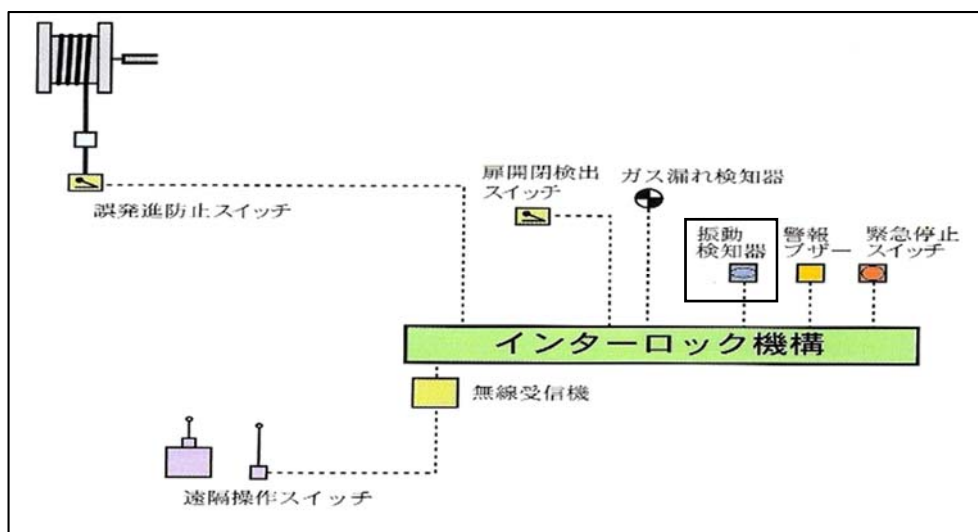 扉開閉検出
スイッチ
ガス漏れ検知器
誤発進防止スイッチ
振動
検知器
警報
ブザー
緊急停止
スイッチ
インターロック機構
無線受信機
遠隔操作スイッチ